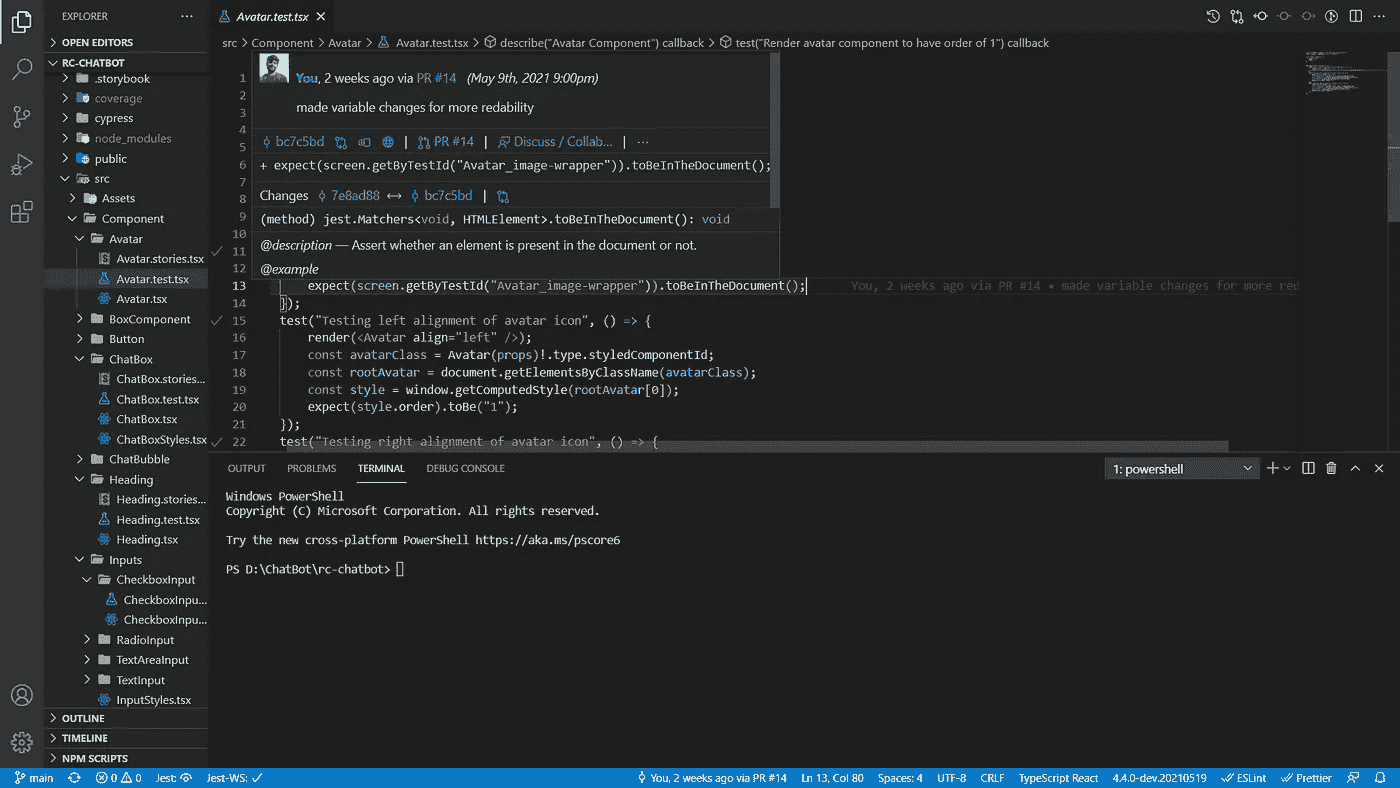 EXPLORER
OPEN EDITORS
RC-CHATBOT
.storybook
coverage
cypress
node_modules
public
src
Assets
Component
Avatar
Avatar.stories.tsx
Avatar.test.tsx
Avatar.tsx
BoxComponent
Button
ChatBox
ChatBox.stories...
ChatBox.test.tsx
ChatBox.tsx
ChatBoxStyles.tsx
ChatBubble
Heading
Heading.stories...
Heading.test.tsx
Heading.tsx
Inputs
CheckboxInput
CheckboxInpu...
CheckboxInpu...
RadioInput
TextAreaInput
TextInput
InputStyles.tsx
OUTLINE
TIMELINE
NPM SCRIPTS
Avatar.test.tsx
src > Component > Avatar > Avatar.test.tsx > describe("Avatar Component") callback > test("Render avatar component to have order of 1") callback
1
2
3
4
5
6
7
8
9
10
11
12
You, 2 weeks ago via PR #14 (May 9th, 2021 9:00pm)
made variable changes for more redability
bc7c5bd | PR #14 | Discuss / Collab... | ...
+ expect(screen.getByTestId("Avatar_image-wrapper")).toBeInTheDocument();
Changes 7e8ad88 ↔ bc7c5bd |
(method) jest.Matchers<void, HTMLElement>.toBeInTheDocument(): void
@description — Assert whether an element is present in the document or not.
@example
13 expect(screen.getByTestId("Avatar_image-wrapper")).toBeInTheDocument(); You, 2 weeks ago via PR #14 • made variable changes for more red
14 });
15 test("Testing left alignment of avatar icon", () => {
16 render(<Avatar align="left" />);
17 const avatarClass = Avatar(props)!.type.styledComponentId;
18 const rootAvatar = document.getElementsByClassName(avatarClass);
19 const style = window.getComputedStyle(rootAvatar[0]);
20 expect(style.order).toBe("1");
21 });
22 test("Testing right alignment of avatar icon", () => {
OUTPUT PROBLEMS TERMINAL DEBUG CONSOLE 1: powershell
Windows PowerShell
Copyright (C) Microsoft Corporation. All rights reserved.
Try the new cross-platform PowerShell https://aka.ms/pscore6
PS D:\ChatBot\rc-chatbot>
main 0 0 Jest: Jest-WS: ✓ You, 2 weeks ago via PR #14 Ln 13, Col 80 Spaces: 4 UTF-8 CRLF TypeScript React 4.4.0-dev.20210519 ESLint Prettier